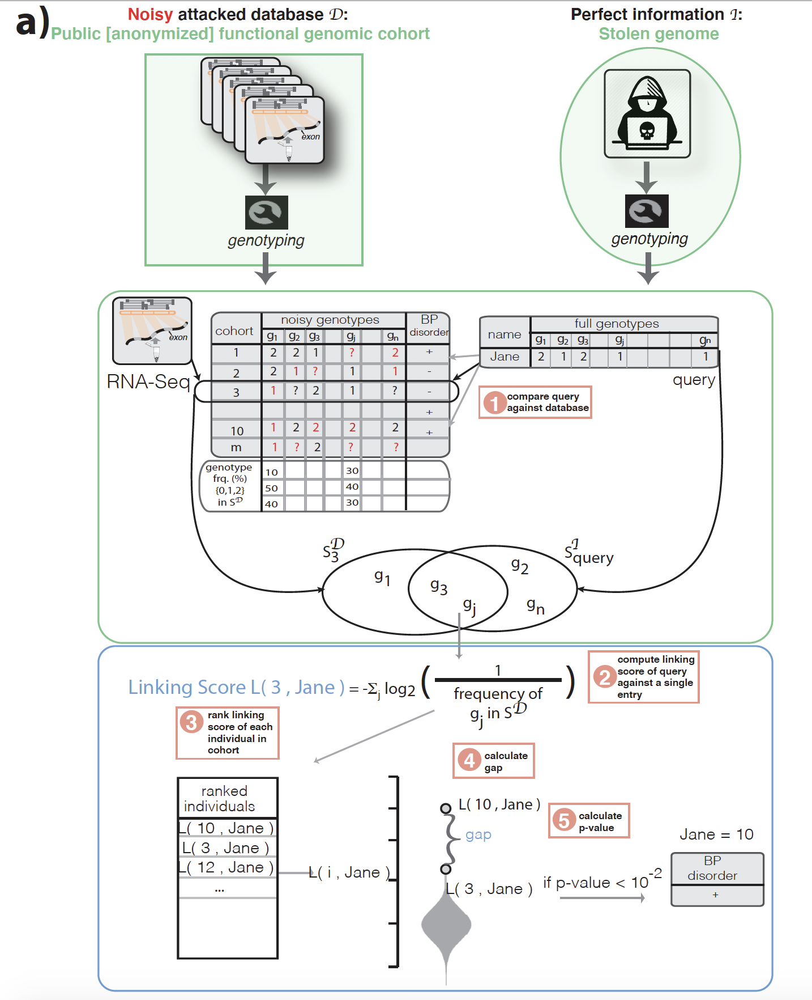 a)
Noisy attacked database 𝒟:
Public [anonymized] functional genomic cohort
Perfect information ℐ:
Stolen genome
exon
genotyping
genotyping
exon
RNA-Seq
cohort noisy genotypes BP disorder
g1 g2 g3 gj gn
1 2 2 1 ? 2 +
2 2 1 ? 1 1 -
3 1 ? 2 1 ? -
+
10 1 2 2 2 2 +
m 1 ? 2 ? ?
genotype
frq. (%)
{0,1,2}
in S𝒟
10 30
50 40
40 30
name full genotypes
g1 g2 g3 gj gn
Jane 2 1 2 1 1
query
1 compare query
against database
S3𝒟
Squeryℐ
g1
g3
gj
g2
gn
Linking Score L( 3 , Jane ) = -Σj log2 ( 1
frequency of
gj in S𝒟 )
2 compute linking
score of query
against a single
entry
3 rank linking
score of each
individual in
cohort
4 calculate
gap
ranked
individuals
L( 10 , Jane )
L( 3 , Jane )
L( 12 , Jane )
...
L( i , Jane )
L( 10 , Jane )
gap
L( 3 , Jane )
5 calculate
p-value
if p-value < 10-2
Jane = 10
BP
disorder
+